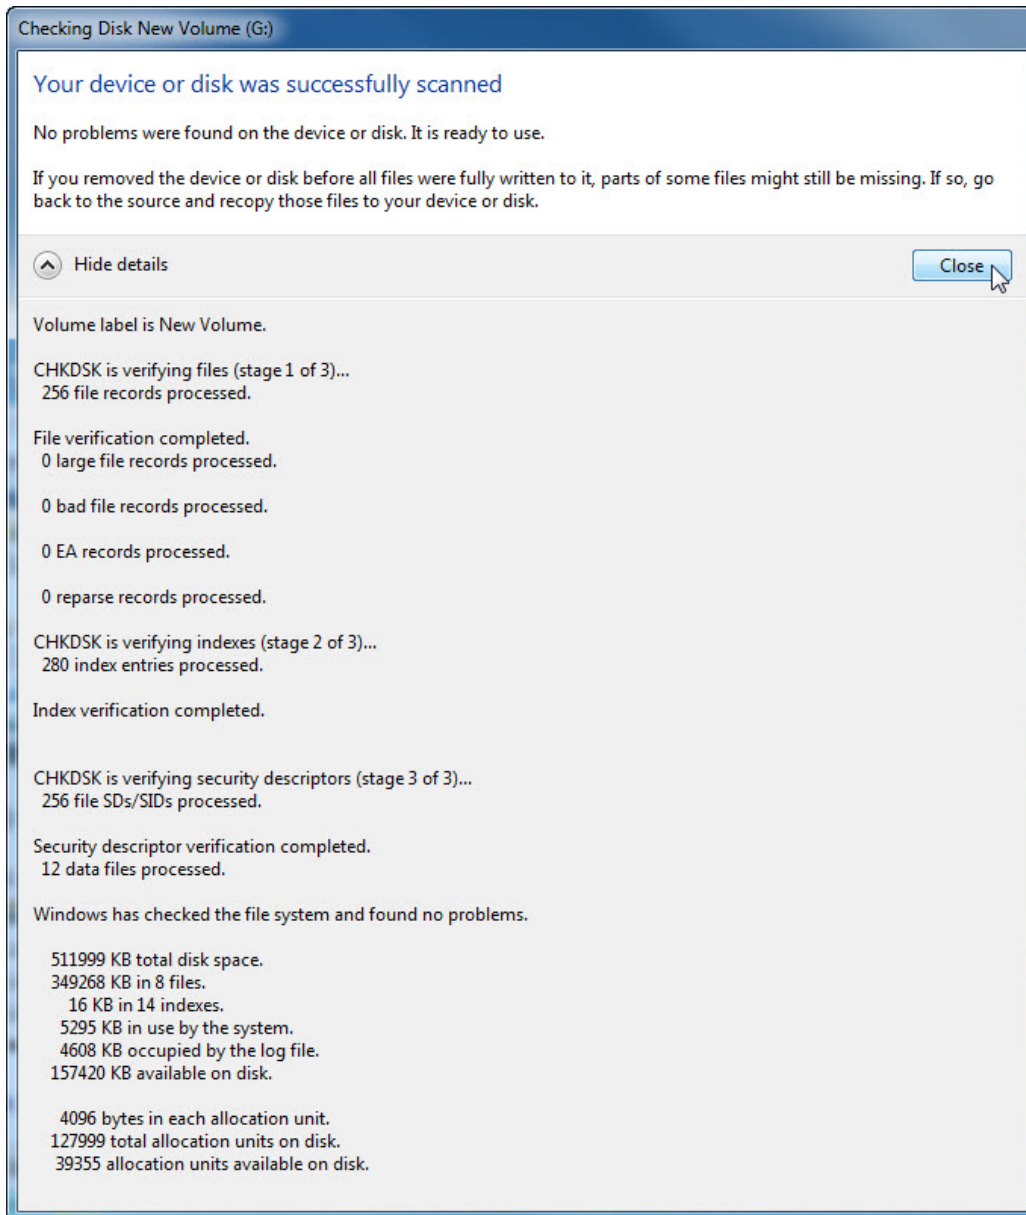 Checking Disk New Volume (G:)
Your device or disk was successfully scanned
No problems were found on the device or disk. It is ready to use.
If you removed the device or disk before all files were fully written to it, parts of some files might still be missing. If so, go
back to the source and recopy those files to your device or disk.
Hide details
Close
Volume label is New Volume.
CHKDSK is verifying files (stage 1 of 3)...
256 file records processed.
File verification completed.
0 large file records processed.
0 bad file records processed.
0 EA records processed.
0 reparse records processed.
CHKDSK is verifying indexes (stage 2 of 3)...
280 index entries processed.
Index verification completed.
CHKDSK is verifying security descriptors (stage 3 of 3)...
256 file SDs/SIDs processed.
Security descriptor verification completed.
12 data files processed.
Windows has checked the file system and found no problems.
511999 KB total disk space.
349268 KB in 8 files.
16 KB in 14 indexes.
5295 KB in use by the system.
4608 KB occupied by the log file.
157420 KB available on disk.
4096 bytes in each allocation unit.
127999 total allocation units on disk.
39355 allocation units available on disk.